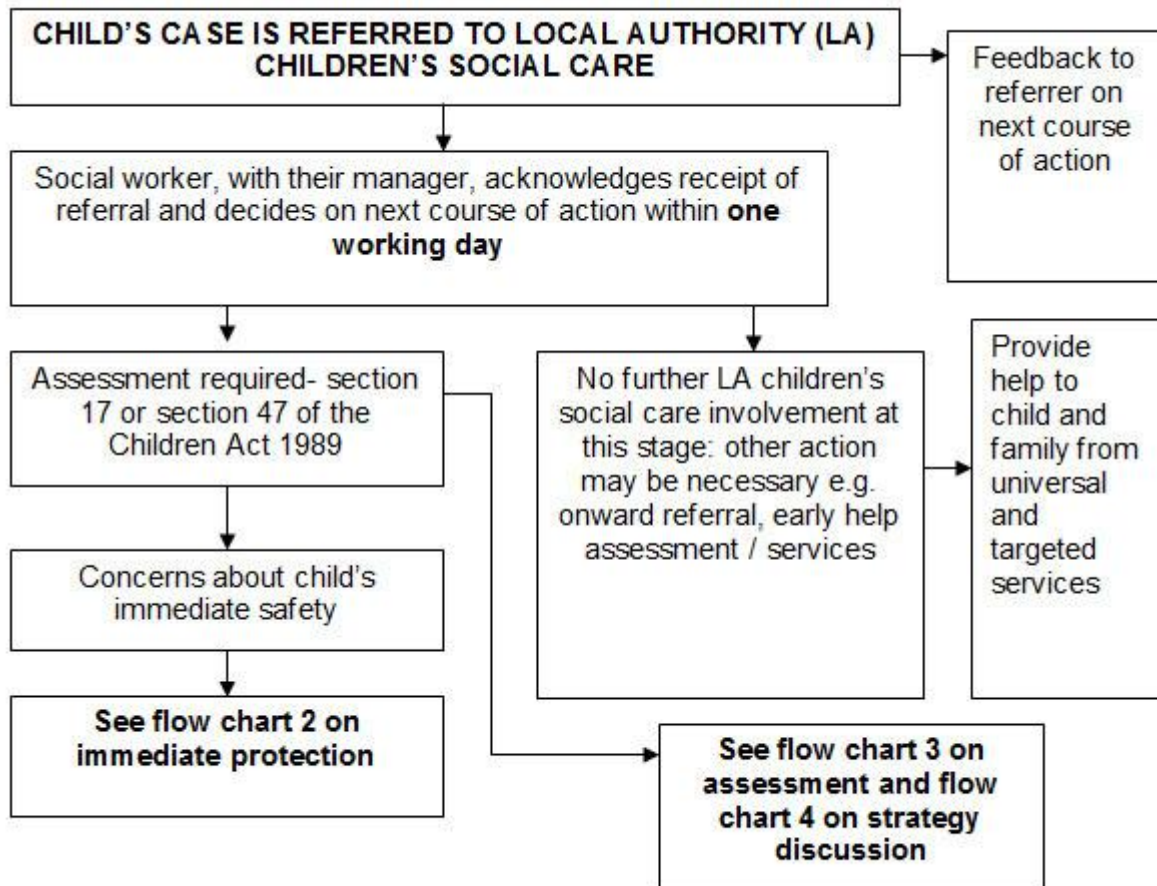 CHILD'S CASE IS REFERRED TO LOCAL AUTHORITY (LA)
CHILDREN'S SOCIAL CARE
Feedback to
referrer on
next course
of action
Social worker, with their manager, acknowledges receipt of
referral and decides on next course of action within one
working day
Assessment required- section
17 or section 47 of the
Children Act 1989
No further LA children's
social care involvement at
this stage: other action
may be necessary e.g.
onward referral, early help
assessment / services
Provide
help to
child and
family from
universal
and
targeted
services
Concerns about child's
immediate safety
See flow chart 2 on
immediate protection
See flow chart 3 on
assessment and flow
chart 4 on strategy
discussion